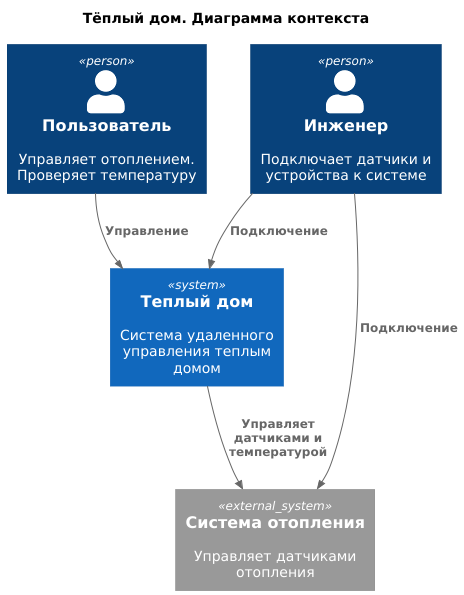 Тёплый дом. Диаграмма контекста
«person»
Пользователь
Управляет отоплением.
Проверяет температуру
«person»
Инженер
Подключает датчики и
устройства к системе
Управление
Подключение
«system»
Теплый дом
Система удаленного
управления теплым
домом
Подключение
Управляет
датчиками и
температурой
«external_system»
Система отопления
Управляет датчиками
отопления